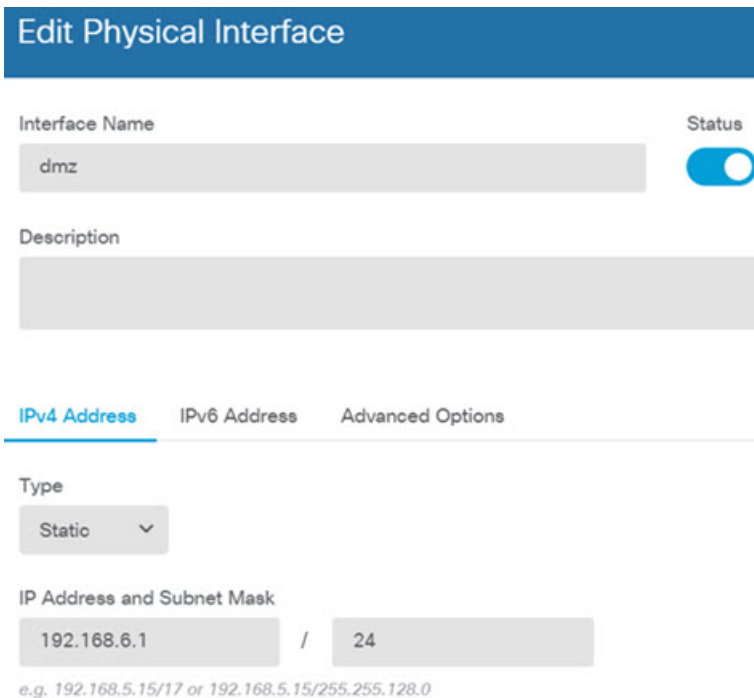 Edit Physical Interface
Interface Name
Status
dmz
Description
IPv4 Address IPv6 Address Advanced Options
Type
Static
IP Address and Subnet Mask
192.168.6.1 / 24
e.g. 192.168.5.15/17 or 192.168.5.15/255.255.128.0